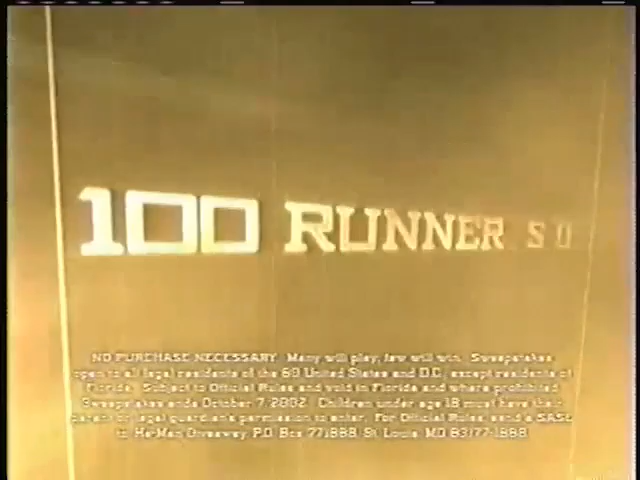 100 RUNNER S U
NO PURCHASE NECESSARY. Many will play, few will win. Sweepstakes
open to all legal residents of the 50 United States and D.C., except residents of
Florida. Subject to Official Rules and void in Florida and where prohibited.
Sweepstakes ends October 7, 2002. Children under age 18 must have their
parent or legal guardian's permission to enter. For Official Rules, send a SASE
to He-Man Giveaway, P.O. Box 771888, St. Louis, MO 63177-1888